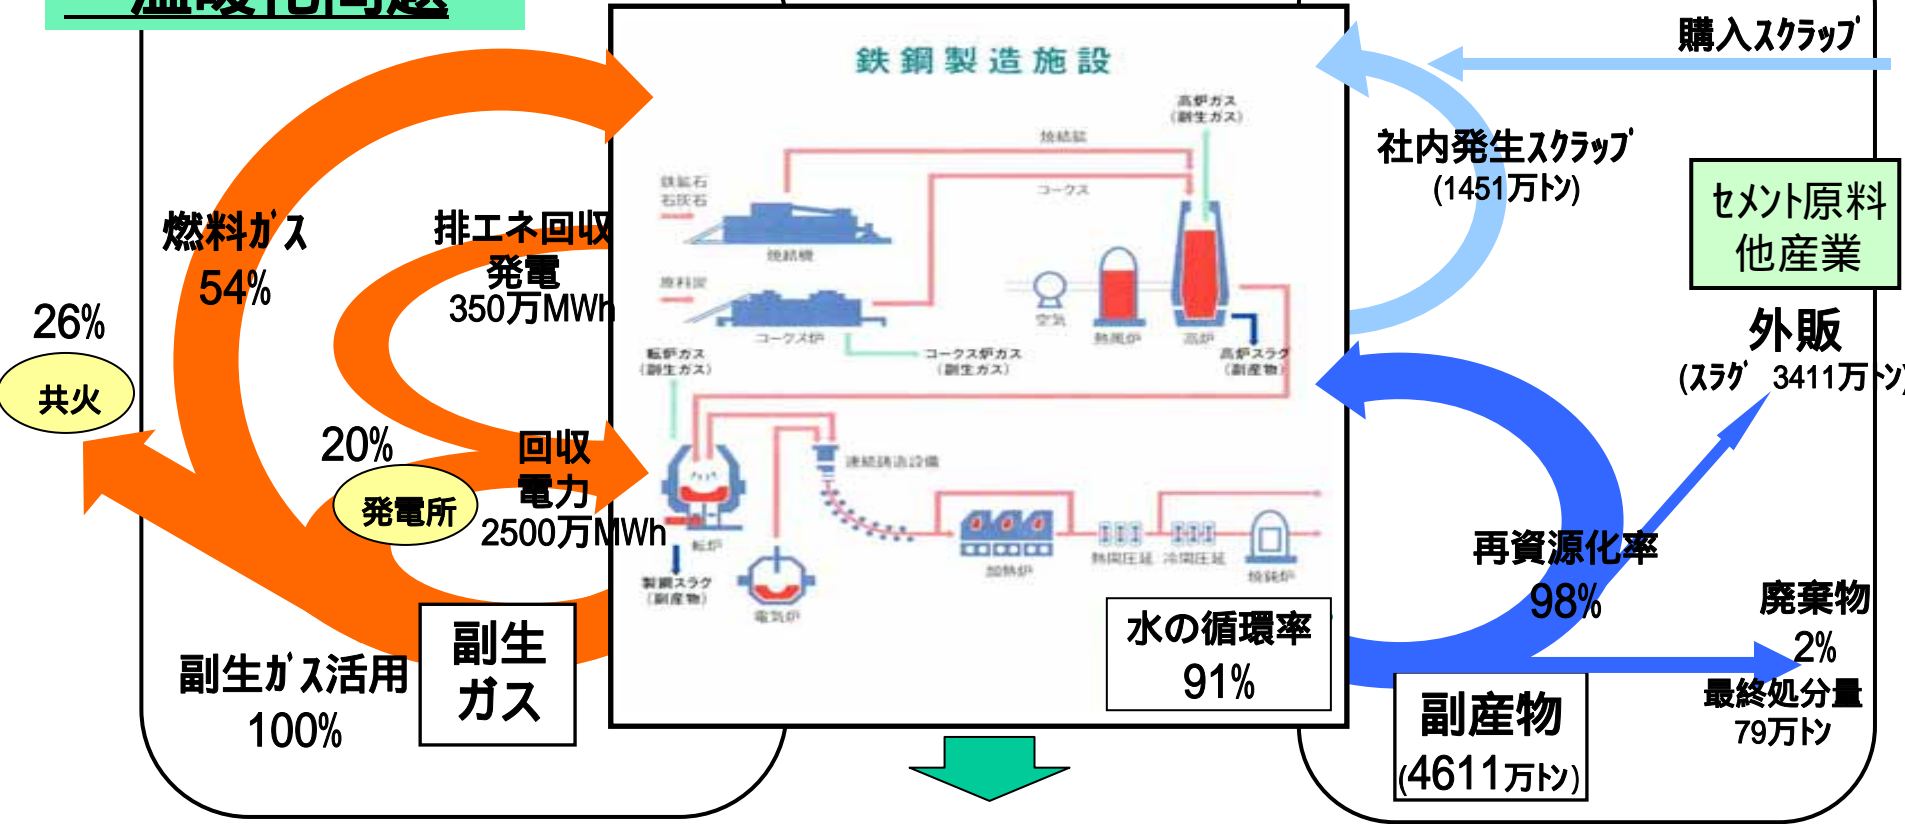 温暖化問題
鉄鋼製造施設
購入スクラップ
高炉ガス
(副生ガス)
焼結鉱
社内発生スクラップ
(1451万トン)
鉄鉱石
石灰石
コークス
セメント原料
他産業
燃料ガス
54%
排エネ回収
発電
350万MWh
焼結機
原料炭
26%
共火
空気
熱風炉
高炉
コークス炉
外販
(スラグ 3411万トン)
転炉ガス
(副生ガス)
コークス炉ガス
(副生ガス)
高炉スラグ
(副産物)
20%
発電所
回収
電力
2500万MWh
連続鋳造設備
転炉
製鋼スラグ
(副産物)
電気炉
加熱炉
熱間圧延
冷間圧延
焼鈍炉
再資源化率
98%
廃棄物
2%
最終処分量
79万トン
水の循環率
91%
副生
ガス
副生ガス活用
100%
副産物
(4611万トン)